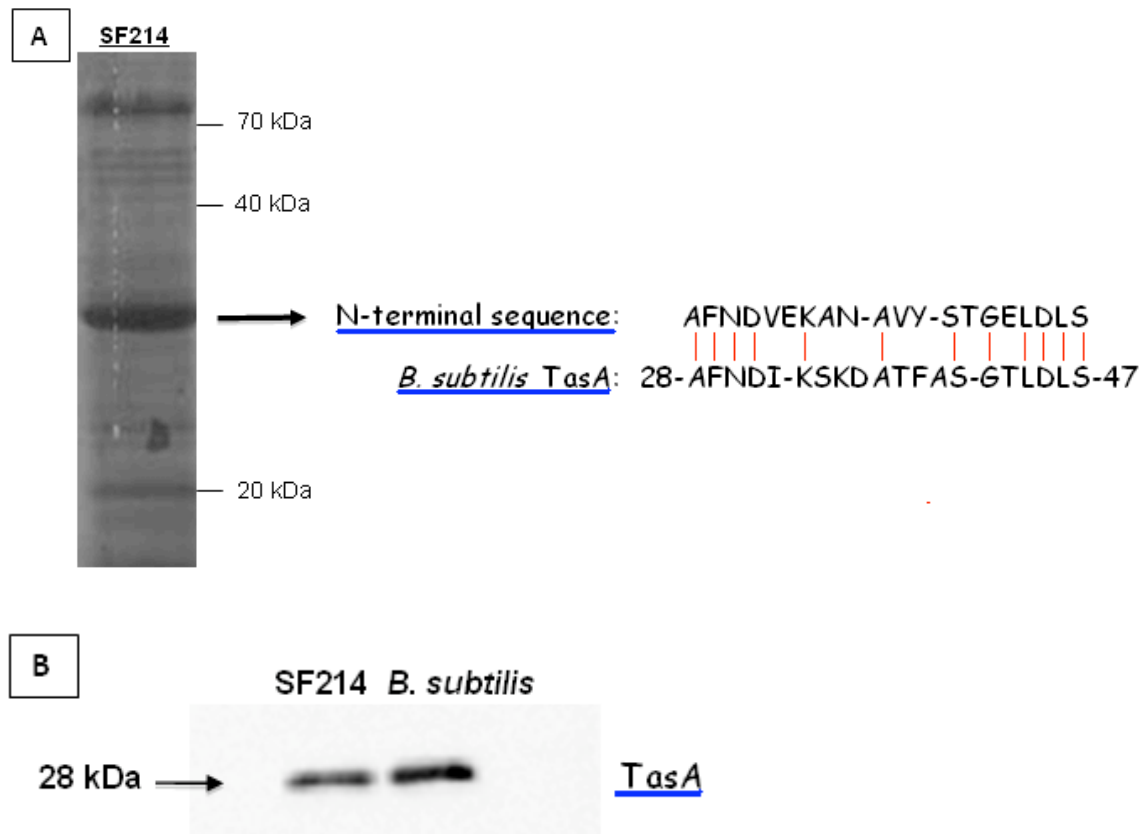 A
SF214
70 kDa
40 kDa
N-terminal sequence: AFNDVEKAN-AVY-STGELDLS
B. subtilis TasA: 28-AFNDI-KSKDATFAS-GTLDLS-47
20 kDa
B
SF214 B. subtilis
28 kDa
TasA